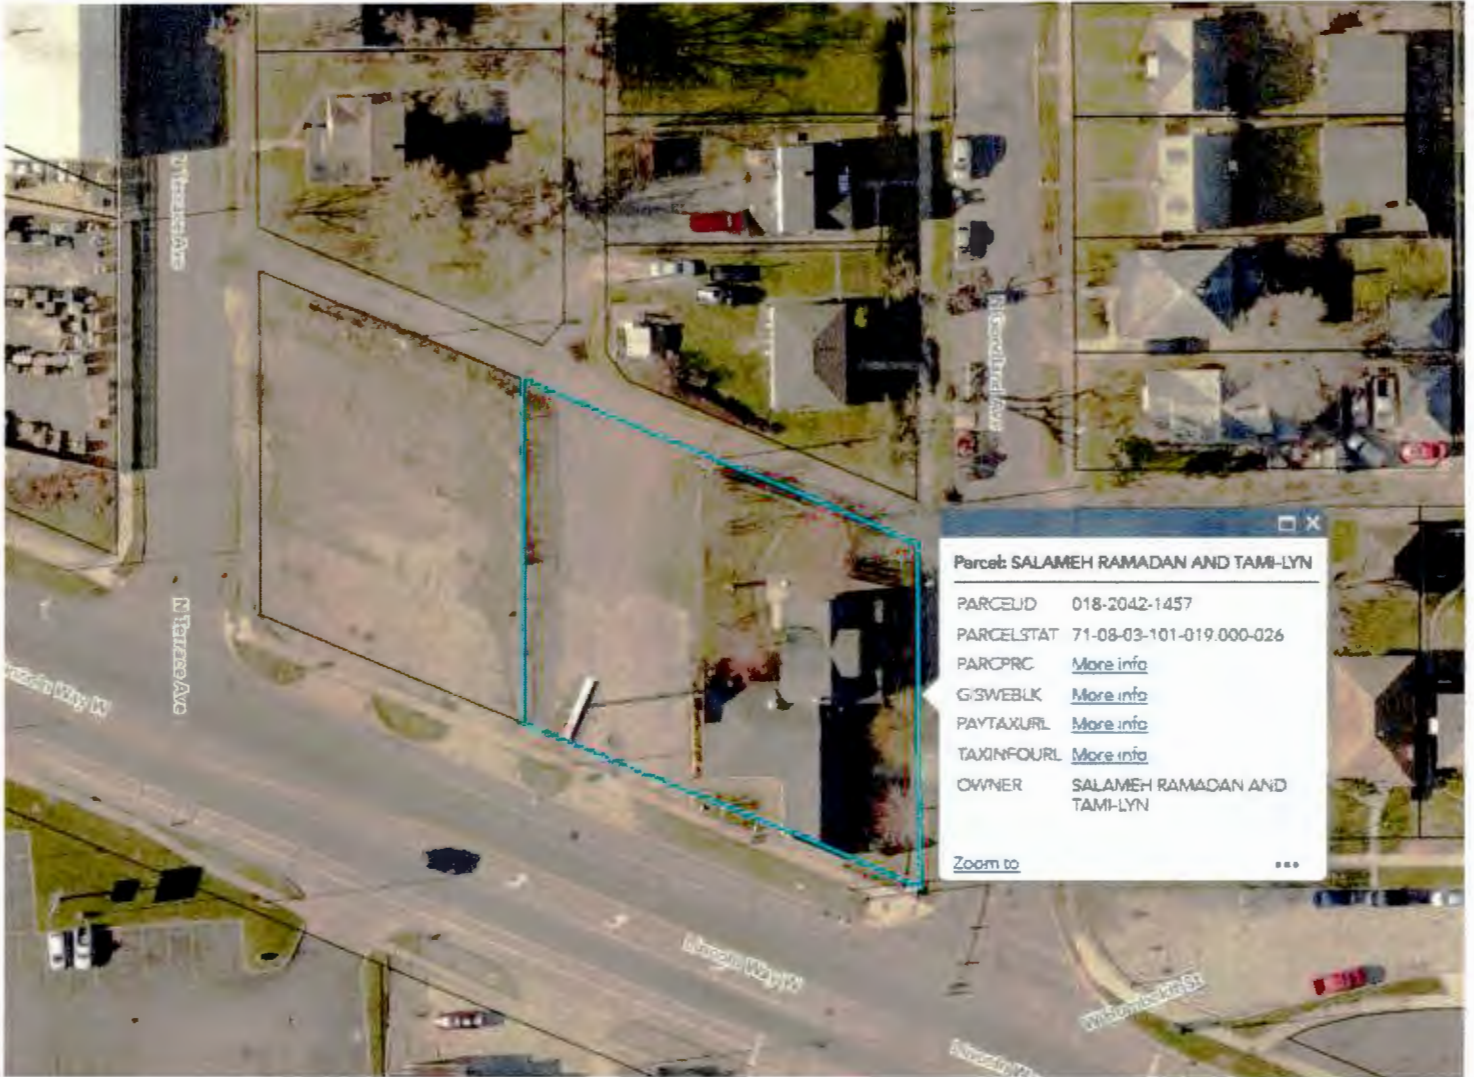 N Terrace Ave
N Terrace Ave
Lincoln Way W
Parcel: SALAMEH RAMADAN AND TAMI-LYN
PARCELID 018-2042-1457
PARCELSTAT 71-08-03-101-019.000-026
PARCPRC More info
GISWEBLK More info
PAYTAXURL More info
TAXINFOURL More info
OWNER SALAMEH RAMADAN AND
TAMI-LYN
Zoom to
Lincoln Way W